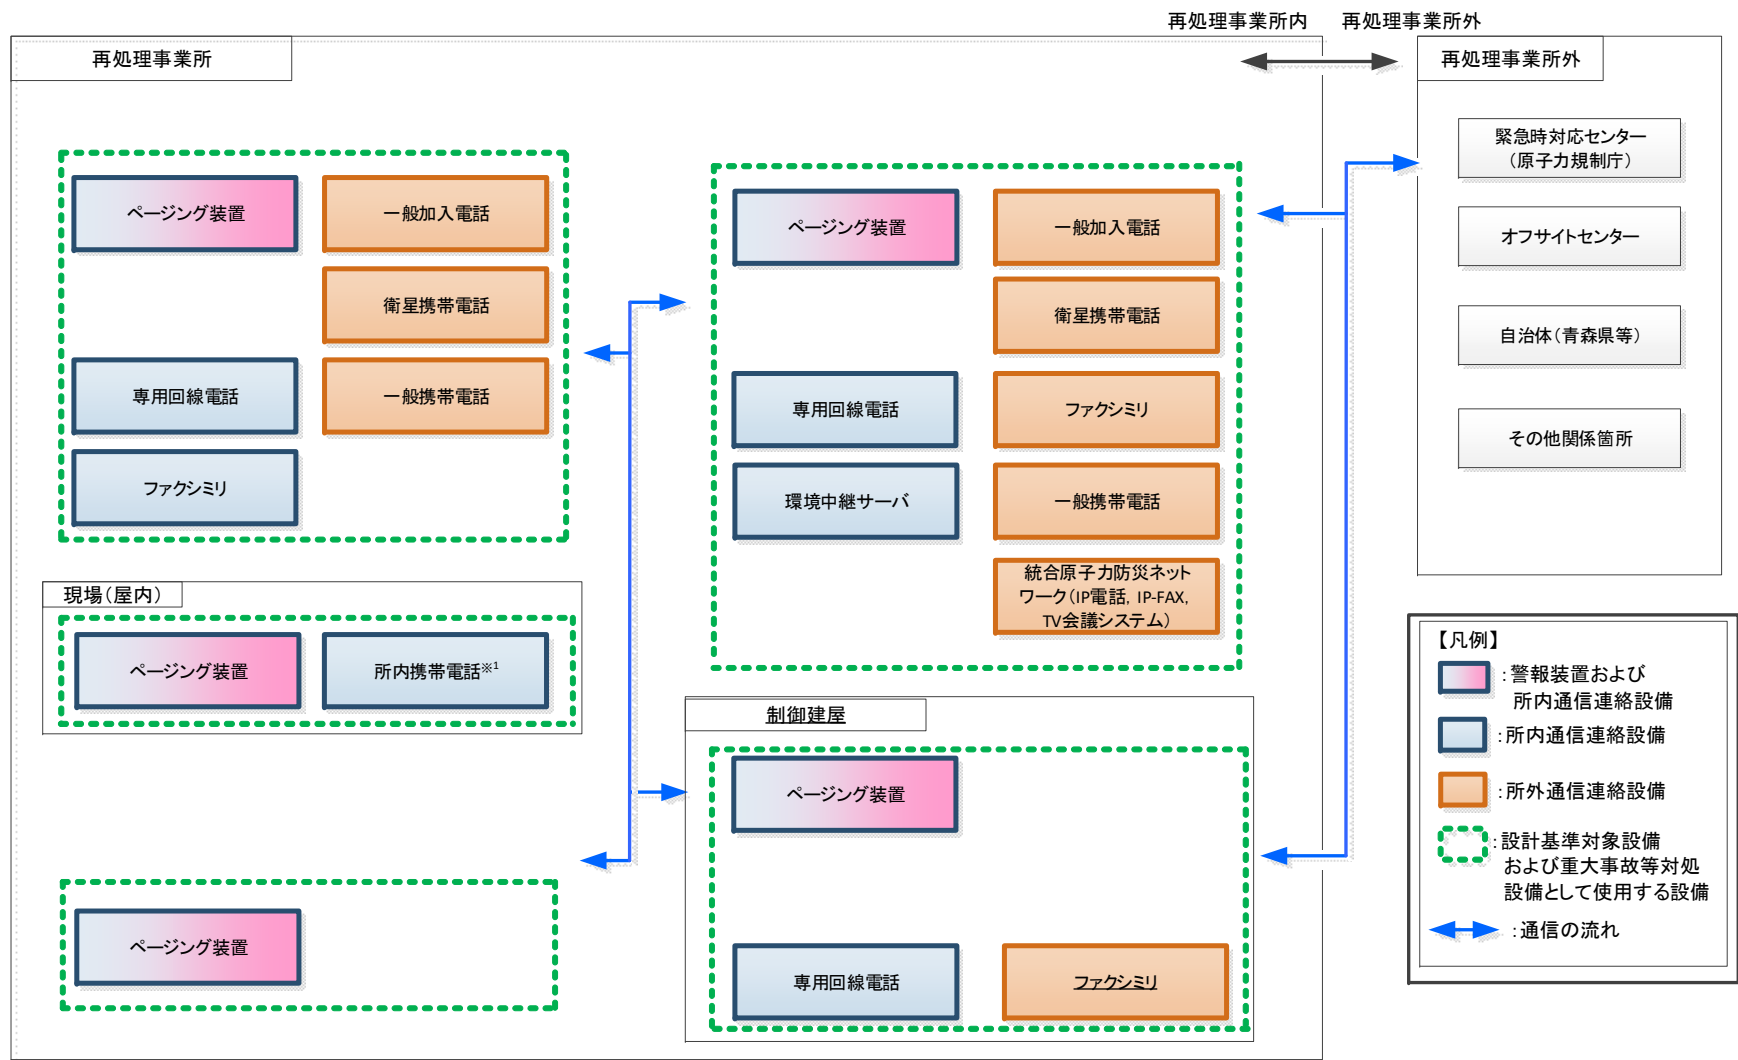 再処理事業所内
再処理事業所外
再処理事業所
再処理事業所外
ページング装置
一般加入電話
衛星携帯電話
専用回線電話
一般携帯電話
ファクシミリ
現場（屋内）
ページング装置
所内携帯電話※1
ページング装置
ページング装置
一般加入電話
衛星携帯電話
専用回線電話
ファクシミリ
環境中継サーバ
一般携帯電話
統合原子力防災ネット
ワーク（IP電話，IP-FAX，
TV会議システム）
制御建屋
ページング装置
専用回線電話
ファクシミリ
緊急時対応センター
（原子力規制庁）
オフサイトセンター
自治体（青森県等）
その他関係箇所
【凡例】
：警報装置および
所内通信連絡設備
：所内通信連絡設備
：所外通信連絡設備
：設計基準対象設備
および重大事故等対処
設備として使用する設備
：通信の流れ